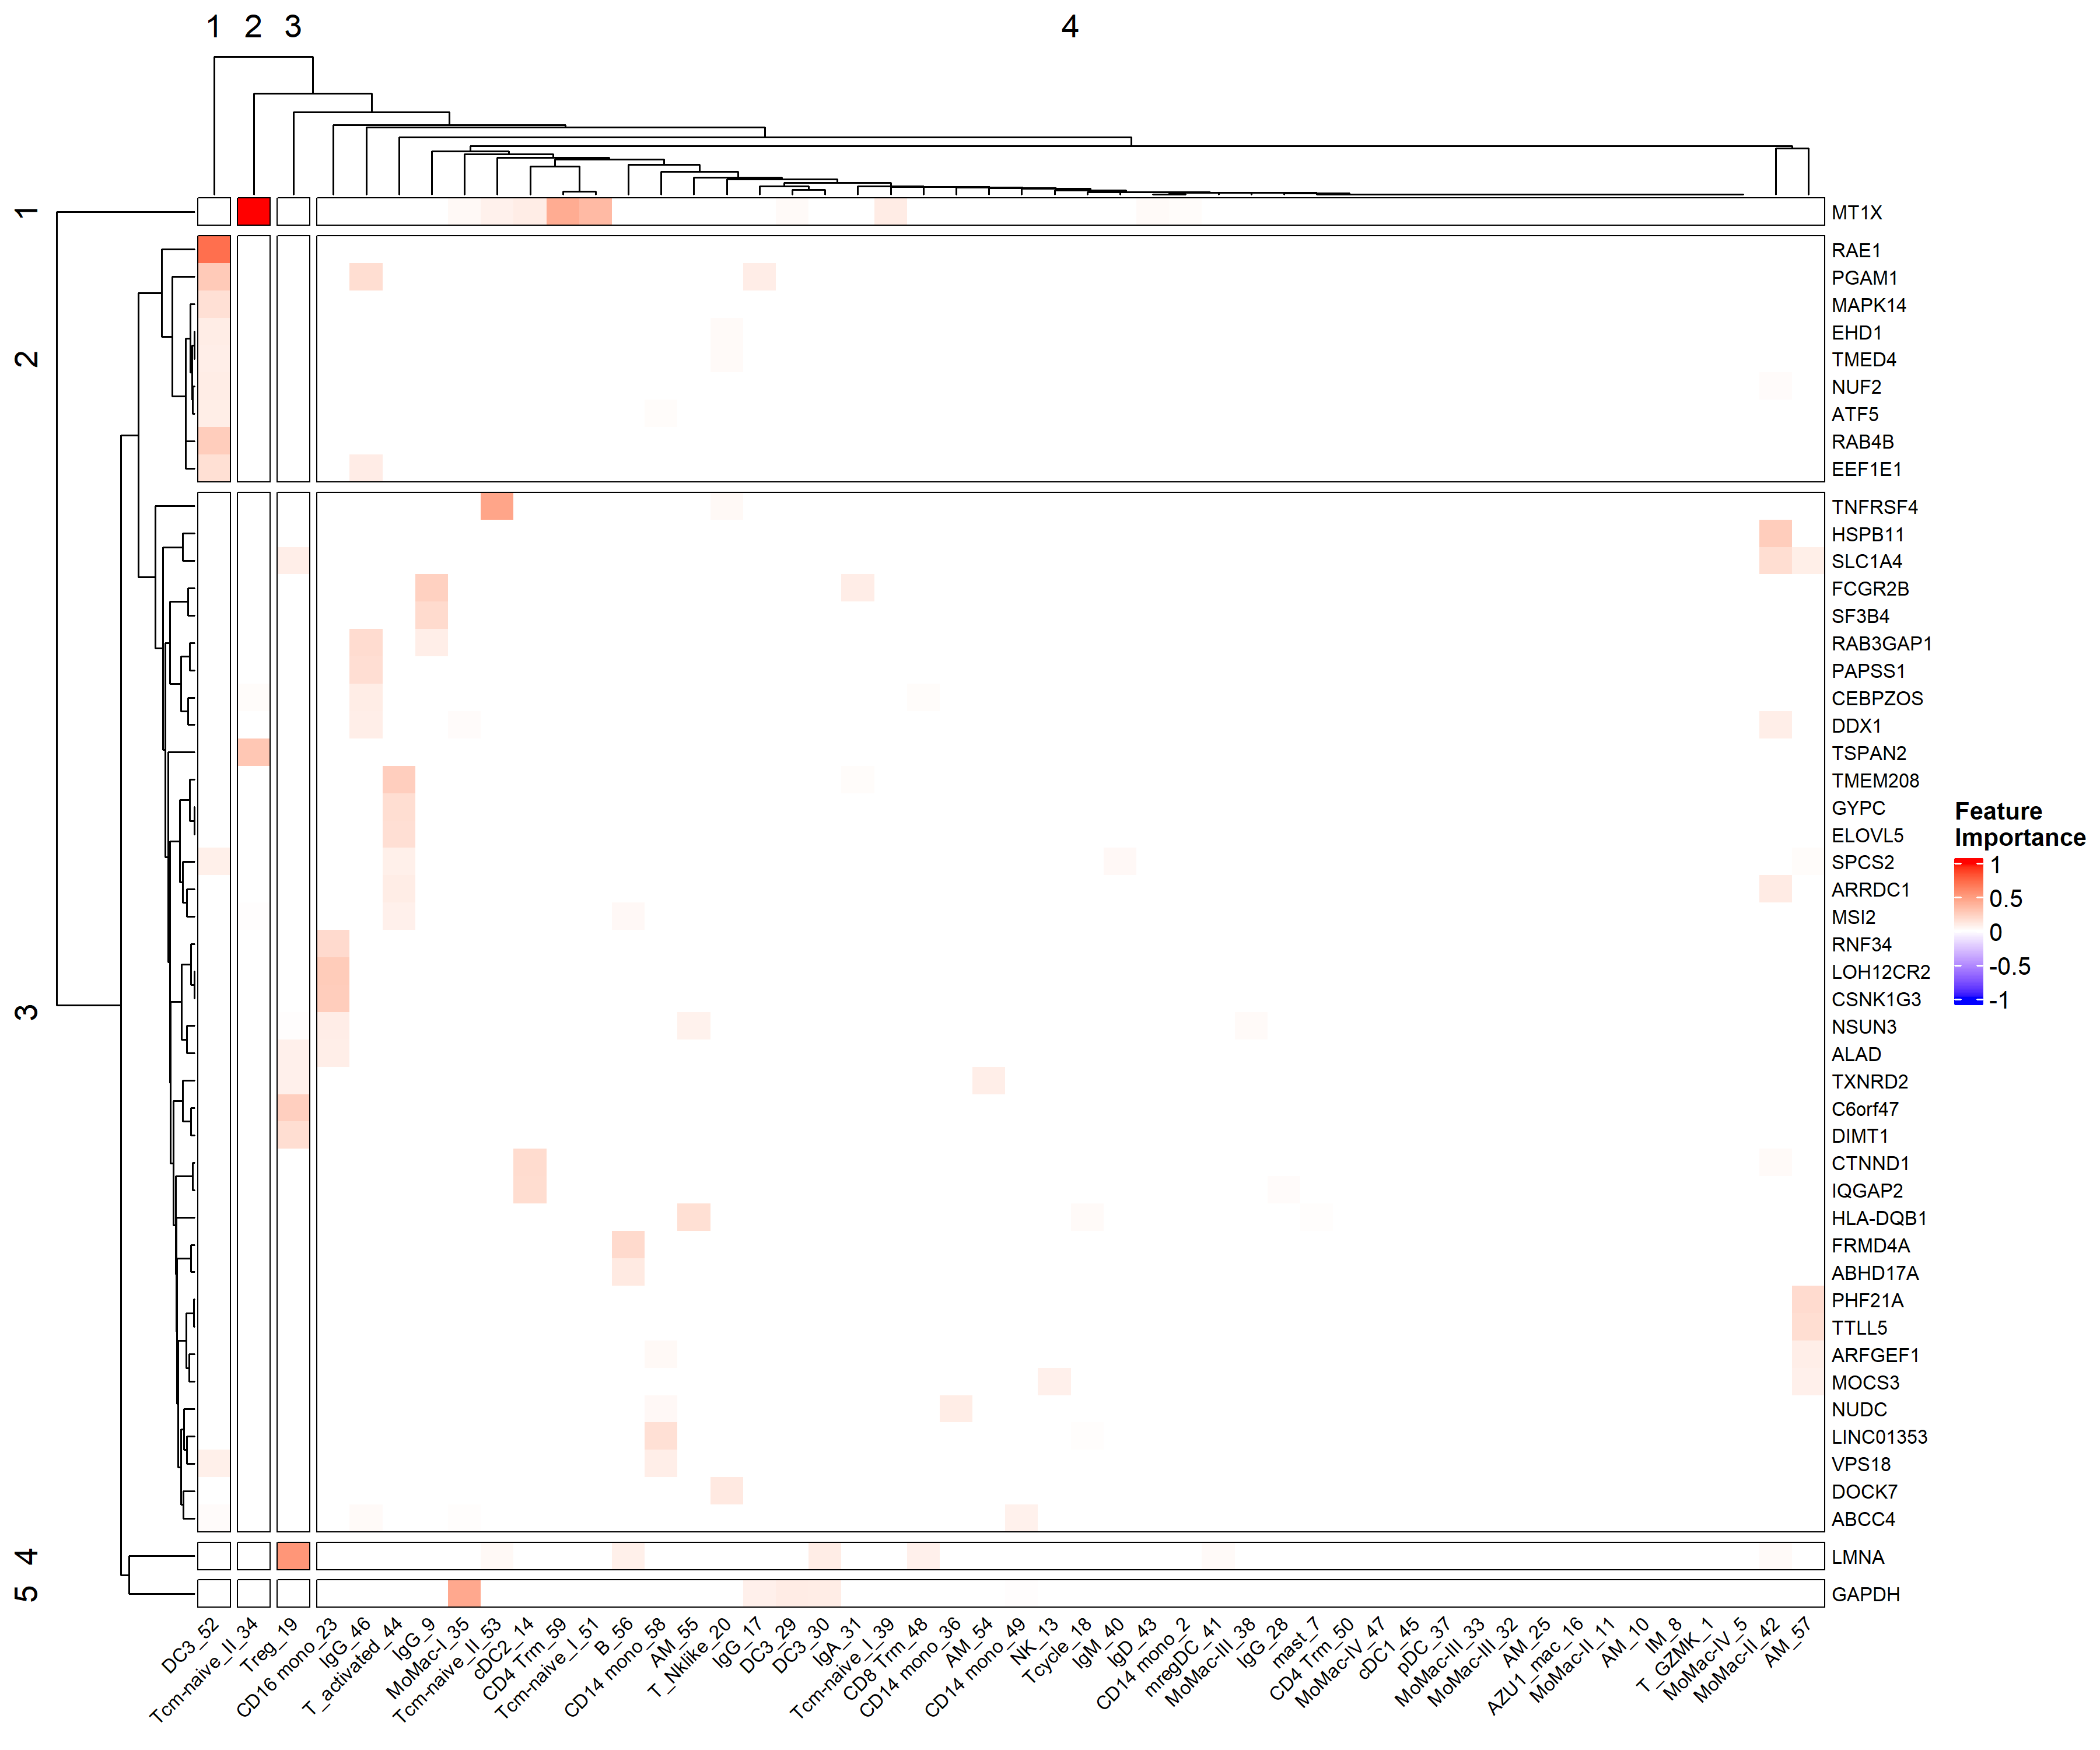 1 2 3 4
1
2
3
4
5
MT1X
RAE1
PGAM1
MAPK14
EHD1
TMED4
NUF2
ATF5
RAB4B
EEF1E1
TNFRSF4
HSPB11
SLC1A4
FCGR2B
SF3B4
RAB3GAP1
PAPSS1
CEBPZOS
DDX1
TSPAN2
TMEM208
GYPC
ELOVL5
SPCS2
ARRDC1
MSI2
RNF34
LOH12CR2
CSNK1G3
NSUN3
ALAD
TXNRD2
C6orf47
DIMT1
CTNND1
IQGAP2
HLA-DQB1
FRMD4A
ABHD17A
PHF21A
TTLL5
ARFGEF1
MOCS3
NUDC
LINC01353
VPS18
DOCK7
ABCC4
LMNA
GAPDH
Feature
Importance
1
0.5
0
-0.5
-1
DC3_52
Tcm-naive_II_34
Treg_19
CD16 mono_23
IgG_46
T_activated_44
IgG_9
MoMac-I_35
Tcm-naive_II_53
cDC2_14
CD4 Trm_59
Tcm-naive_I_51
B_56
CD14 mono_58
AM_55
T_Nklike_20
IgG_17
DC3_29
DC3_30
IgA_31
Tcm-naive_I_39
CD8 Trm_48
CD14 mono_36
AM_54
CD14 mono_49
NK_13
Tcycle_18
IgM_40
IgD_43
CD14 mono_2
mregDC_41
MoMac-III_38
IgG_28
mast_7
CD4 Trm_50
MoMac-IV_47
cDC1_45
pDC_37
MoMac-III_33
MoMac-III_32
AM_25
AZU1_mac_16
MoMac-II_11
AM_10
IM_8
T_GZMK_1
MoMac-IV_5
MoMac-II_42
AM_57